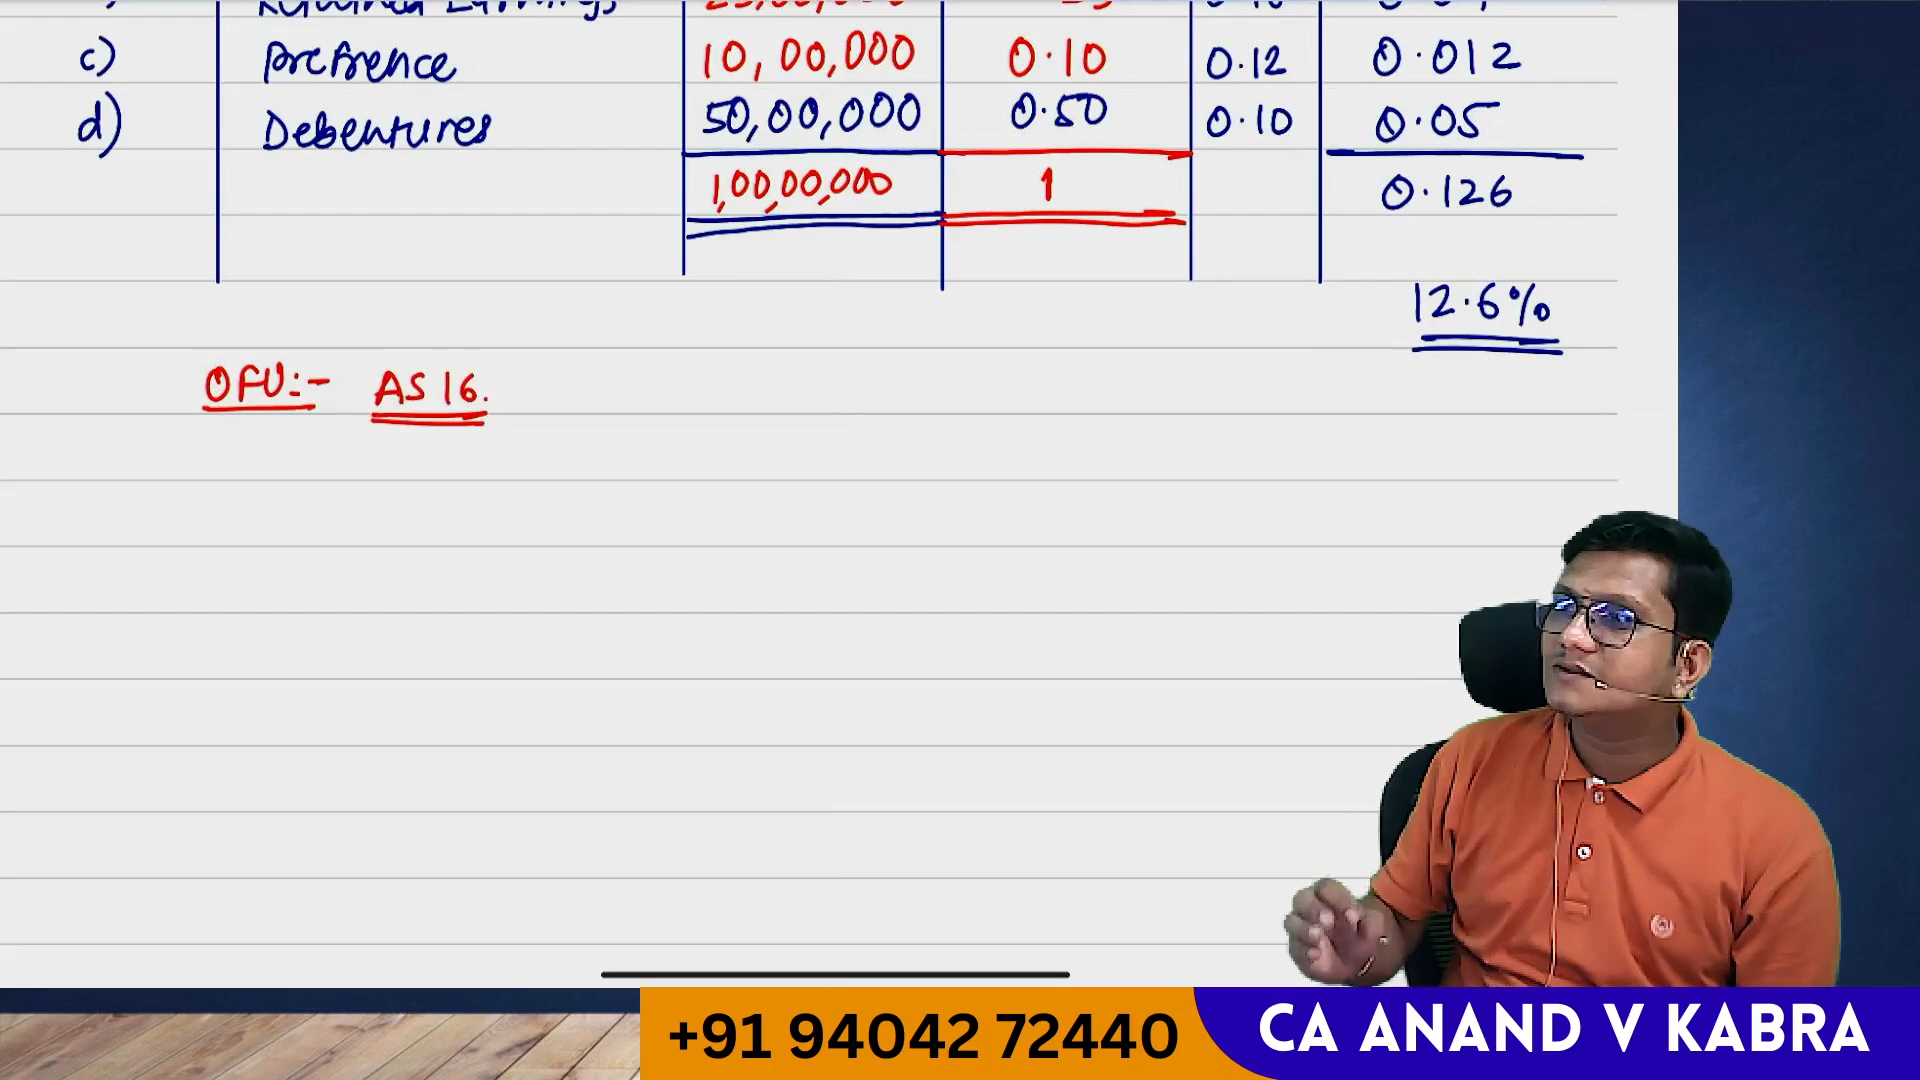 Retained Earnings
c) Preference 10,00,000 0.10 0.12 0.012
d) Debentures 50,00,000 0.50 0.10 0.05
1,00,00,000 1 0.126
12.6%
OFU:- AS 16.
+91 94042 72440
CA ANAND V KABRA